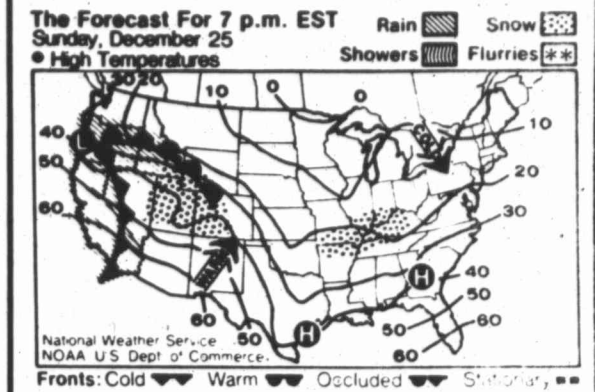 The Forecast For 7 p.m. EST
Sunday, December 25
● High Temperatures
Rain Snow
Showers Flurries
30 20 10 0 0
10
40
50
60
20
30
40
50
60
60 50 50
60
H
H
L
National Weather Service
NOAA U S Dept of Commerce
Fronts: Cold Warm Occluded Stationary